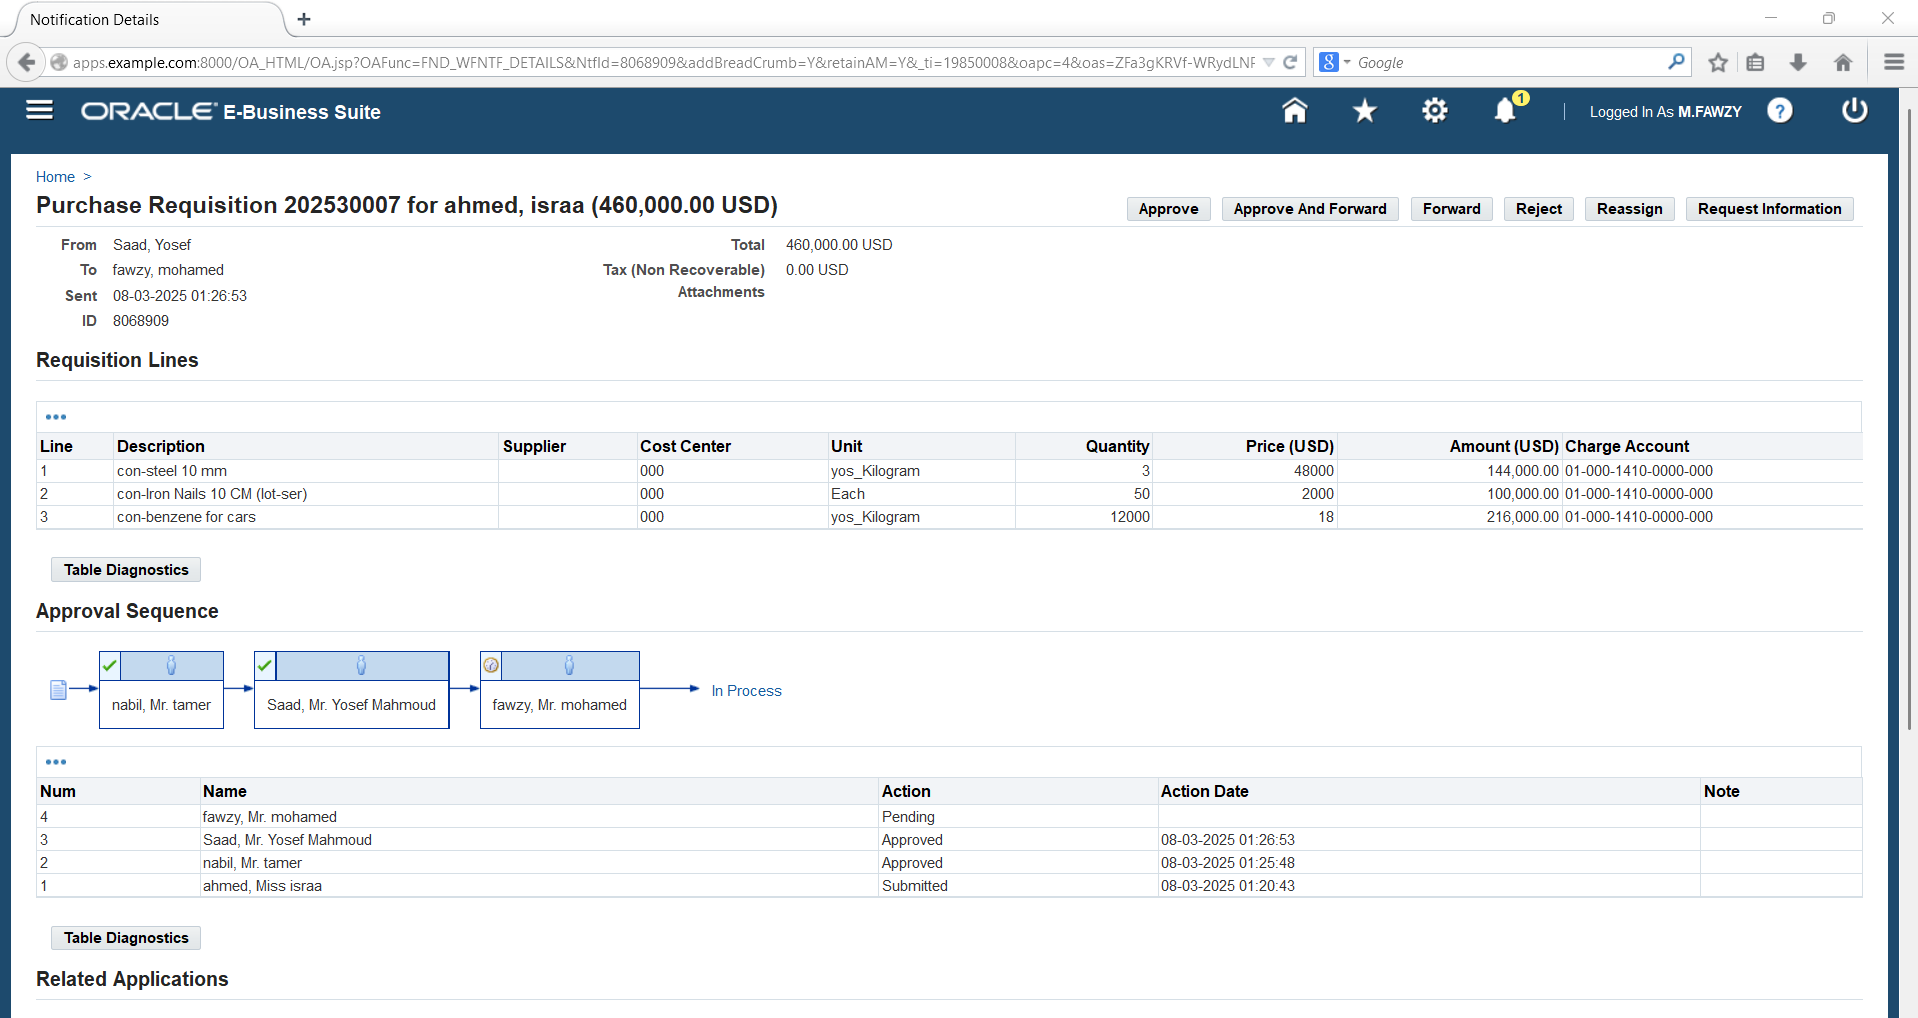 Notification Details
apps.example.com:8000/OA_HTML/OA.jsp?OAFunc=FND_WFNTF_DETAILS&NtfId=8068909&addBreadCrumb=Y&retainAM=Y&_ti=19850008&oapc=4&oas=ZFa3gKRVf-WRydLNF
Google
ORACLE E-Business Suite
1
Logged In As M.FAWZY
Home >
Purchase Requisition 202530007 for ahmed, israa (460,000.00 USD)
Approve Approve And Forward Forward Reject Reassign Request Information
From Saad, Yosef Total 460,000.00 USD
To fawzy, mohamed Tax (Non Recoverable) 0.00 USD
Sent 08-03-2025 01:26:53 Attachments
ID 8068909
Requisition Lines
Line Description Supplier Cost Center Unit Quantity Price (USD) Amount (USD) Charge Account
1 con-steel 10 mm 000 yos_Kilogram 3 48000 144,000.00 01-000-1410-0000-000
2 con-Iron Nails 10 CM (lot-ser) 000 Each 50 2000 100,000.00 01-000-1410-0000-000
3 con-benzene for cars 000 yos_Kilogram 12000 18 216,000.00 01-000-1410-0000-000
Table Diagnostics
Approval Sequence
nabil, Mr. tamer Saad, Mr. Yosef Mahmoud fawzy, Mr. mohamed In Process
Num Name Action Action Date Note
4 fawzy, Mr. mohamed Pending
3 Saad, Mr. Yosef Mahmoud Approved 08-03-2025 01:26:53
2 nabil, Mr. tamer Approved 08-03-2025 01:25:48
1 ahmed, Miss israa Submitted 08-03-2025 01:20:43
Table Diagnostics
Related Applications